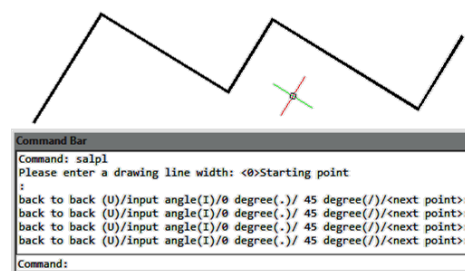 Command Bar
Command: salpl
Please enter a drawing line width: <0>Starting point
:
back to back (U)/input angle(I)/0 degree(.)/ 45 degree(/)/<next point>:
back to back (U)/input angle(I)/0 degree(.)/ 45 degree(/)/<next point>:
back to back (U)/input angle(I)/0 degree(.)/ 45 degree(/)/<next point>:
back to back (U)/input angle(I)/0 degree(.)/ 45 degree(/)/<next point>:
Command: